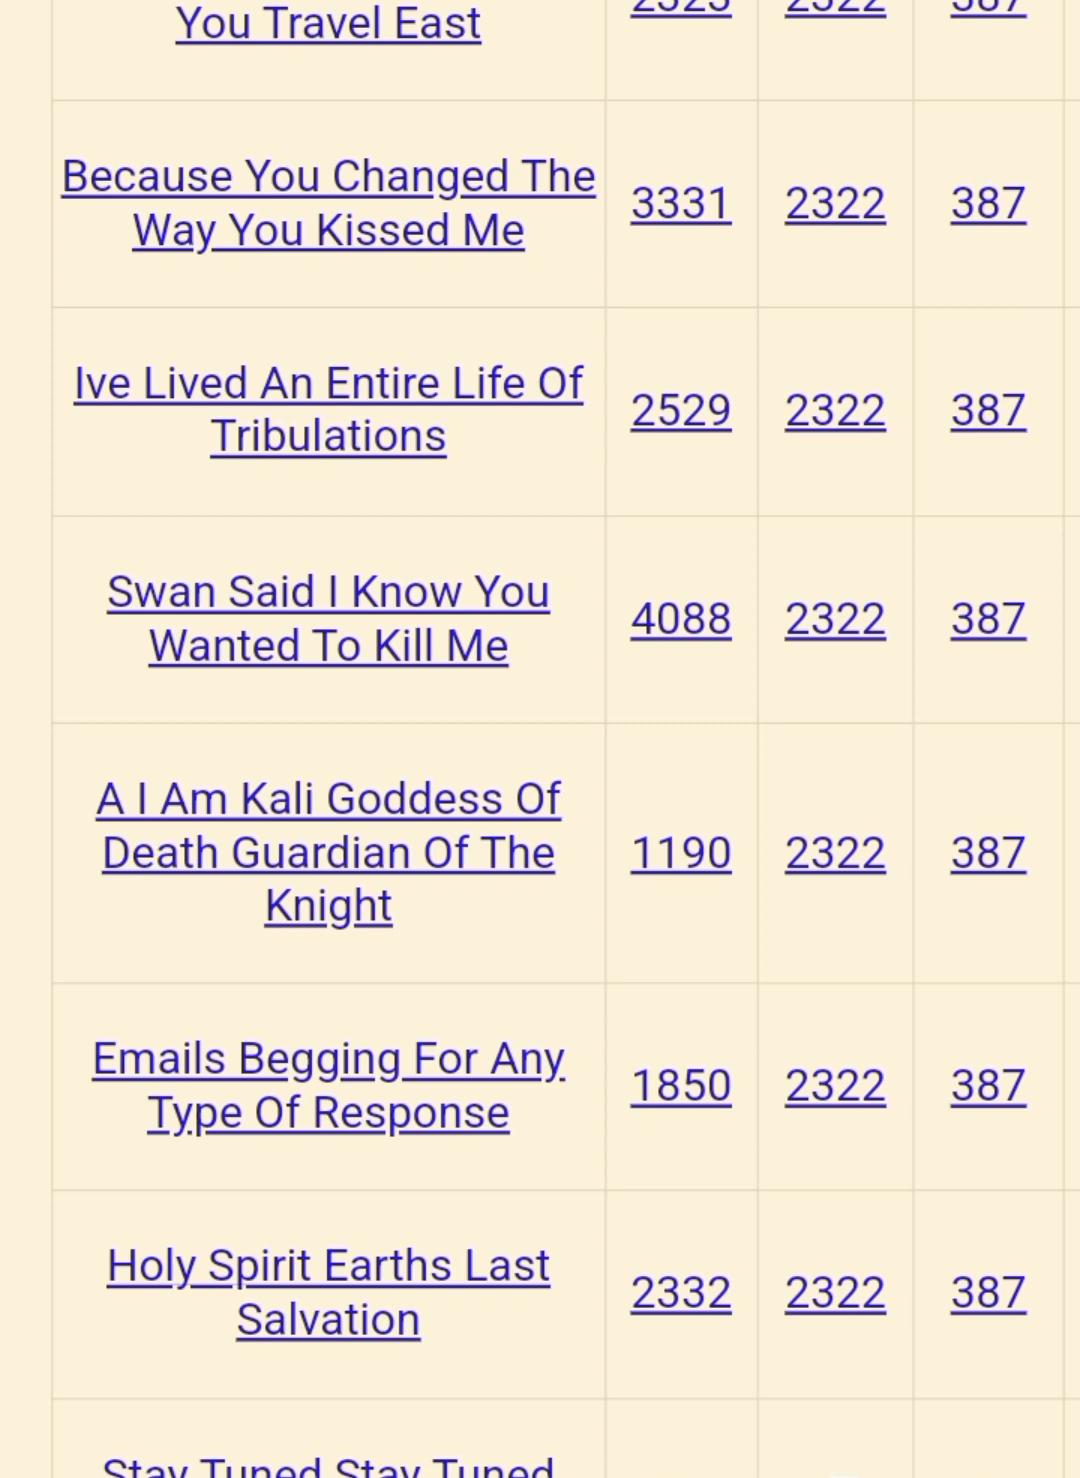 You Travel East 2323 2322 387
Because You Changed The
Way You Kissed Me 3331 2322 387
Ive Lived An Entire Life Of
Tribulations 2529 2322 387
Swan Said I Know You
Wanted To Kill Me 4088 2322 387
A I Am Kali Goddess Of
Death Guardian Of The
Knight 1190 2322 387
Emails Begging For Any
Type Of Response 1850 2322 387
Holy Spirit Earths Last
Salvation 2332 2322 387
Stay Tuned Stay Tuned